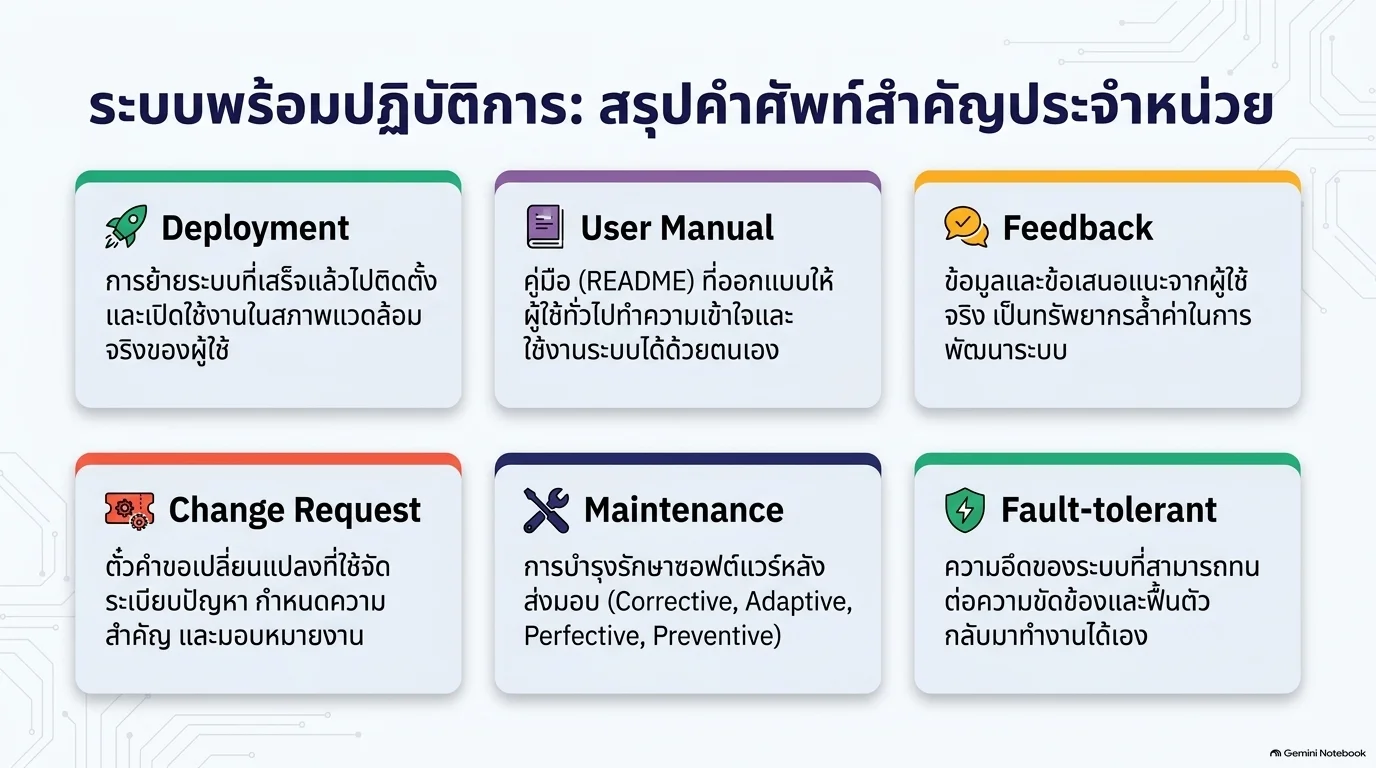 ระบบพร้อมปฏิบัติการ: สรุปคำศัพท์สำคัญประจำหน่วย
Deployment
การย้ายระบบที่เสร็จแล้วไปติดตั้ง
และเปิดใช้งานในสภาพแวดล้อม
จริงของผู้ใช้
User Manual
คู่มือ (README) ที่ออกแบบให้
ผู้ใช้ทั่วไปทำความเข้าใจและ
ใช้งานระบบได้ด้วยตนเอง
Feedback
ข้อมูลและข้อเสนอแนะจากผู้ใช้
จริง เป็นทรัพยากรล้ำค่าในการ
พัฒนาระบบ
Change Request
ตั๋วคำขอเปลี่ยนแปลงที่ใช้จัด
ระเบียบปัญหา กำหนดความ
สำคัญ และมอบหมายงาน
Maintenance
การบำรุงรักษาซอฟต์แวร์หลัง
ส่งมอบ (Corrective, Adaptive,
Perfective, Preventive)
Fault-tolerant
ความอึดของระบบที่สามารถทน
ต่อความขัดข้องและฟื้นตัว
กลับมาทำงานได้เอง
Gemini Notebook